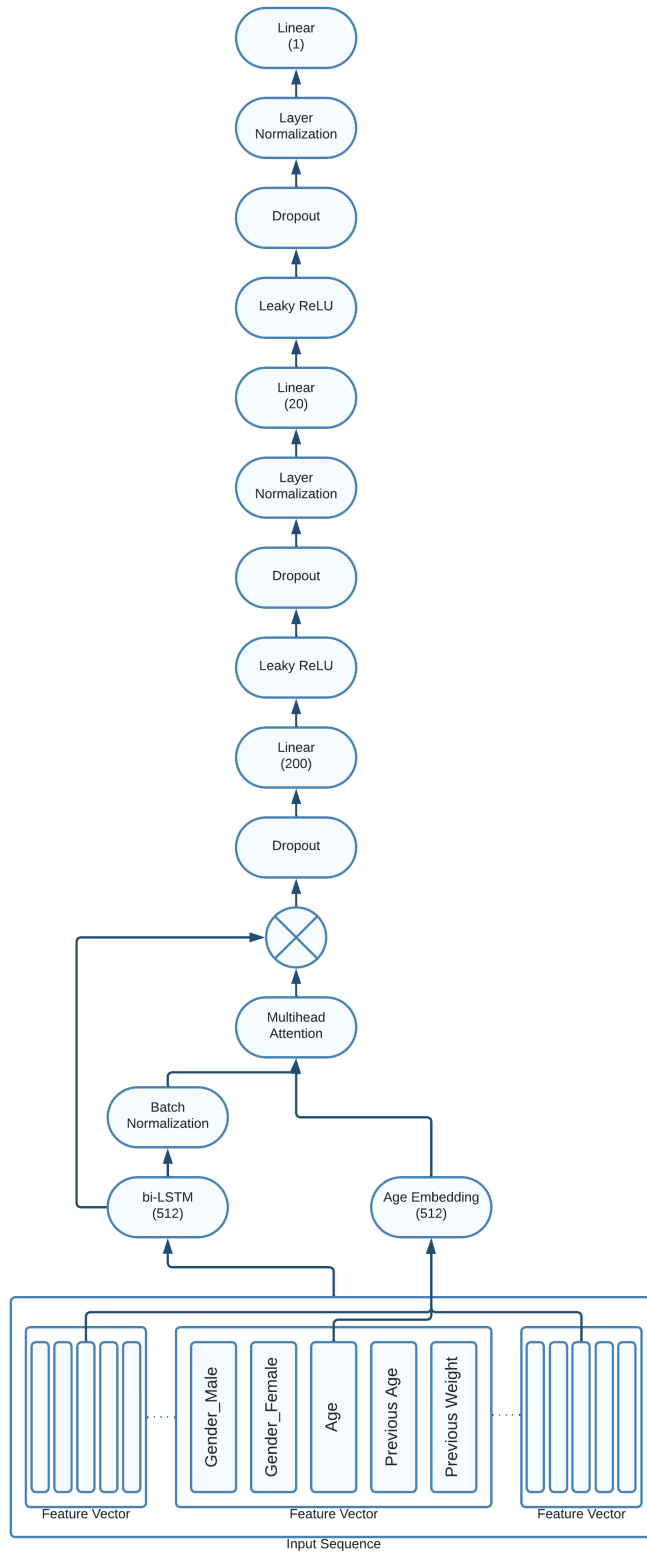 Linear
(1)
Layer
Normalization
Dropout
Leaky ReLU
Linear
(20)
Layer
Normalization
Dropout
Leaky ReLU
Linear
(200)
Dropout
Multihead
Attention
Batch
Normalization
bi-LSTM
(512)
Age Embedding
(512)
Gender_Male
Gender_Female
Age
Previous Age
Previous Weight
Feature Vector
Feature Vector
Feature Vector
Input Sequence